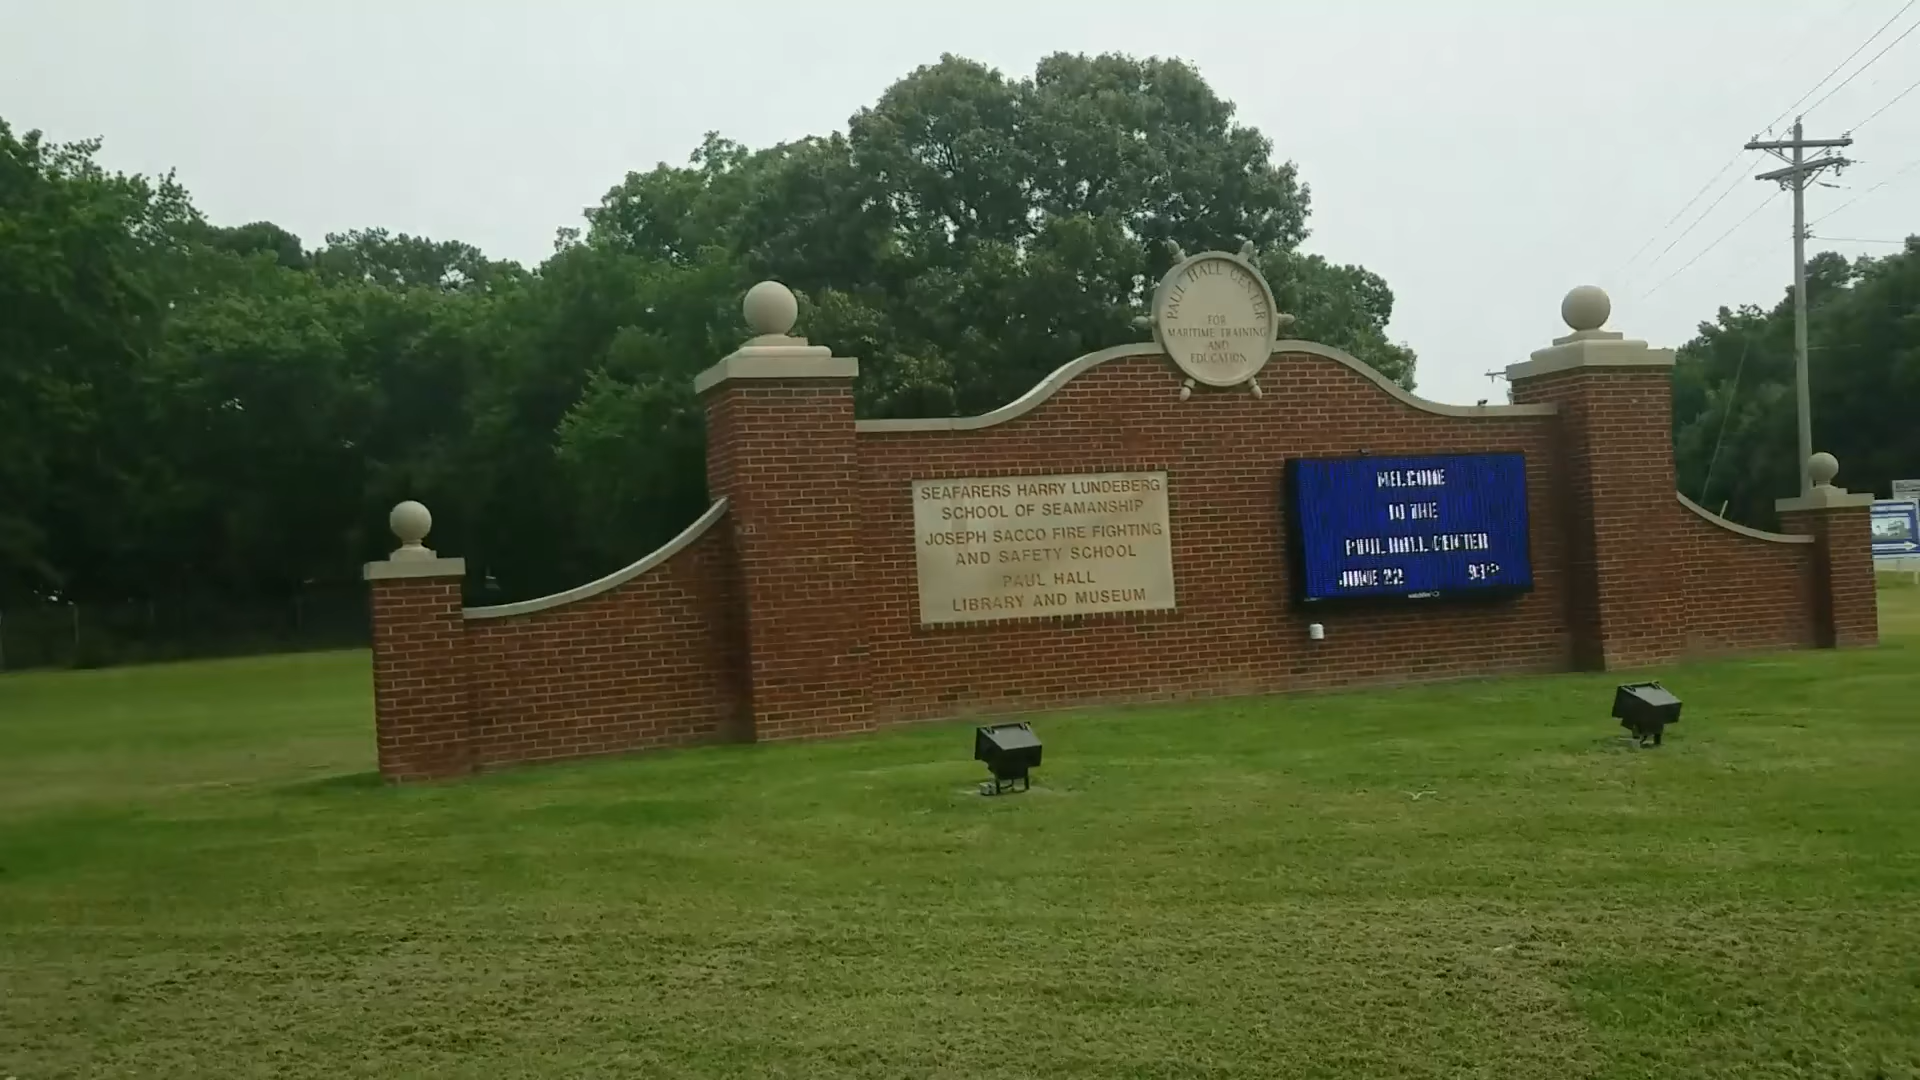 PAUL HALL CENTER
FOR
MARITIME TRAINING
AND
EDUCATION
SEAFARERS HARRY LUNDEBERG
SCHOOL OF SEAMANSHIP
JOSEPH SACCO FIRE FIGHTING
AND SAFETY SCHOOL
PAUL HALL
LIBRARY AND MUSEUM
WELCOME
TO THE
PAUL HALL CENTER
JUNE 22